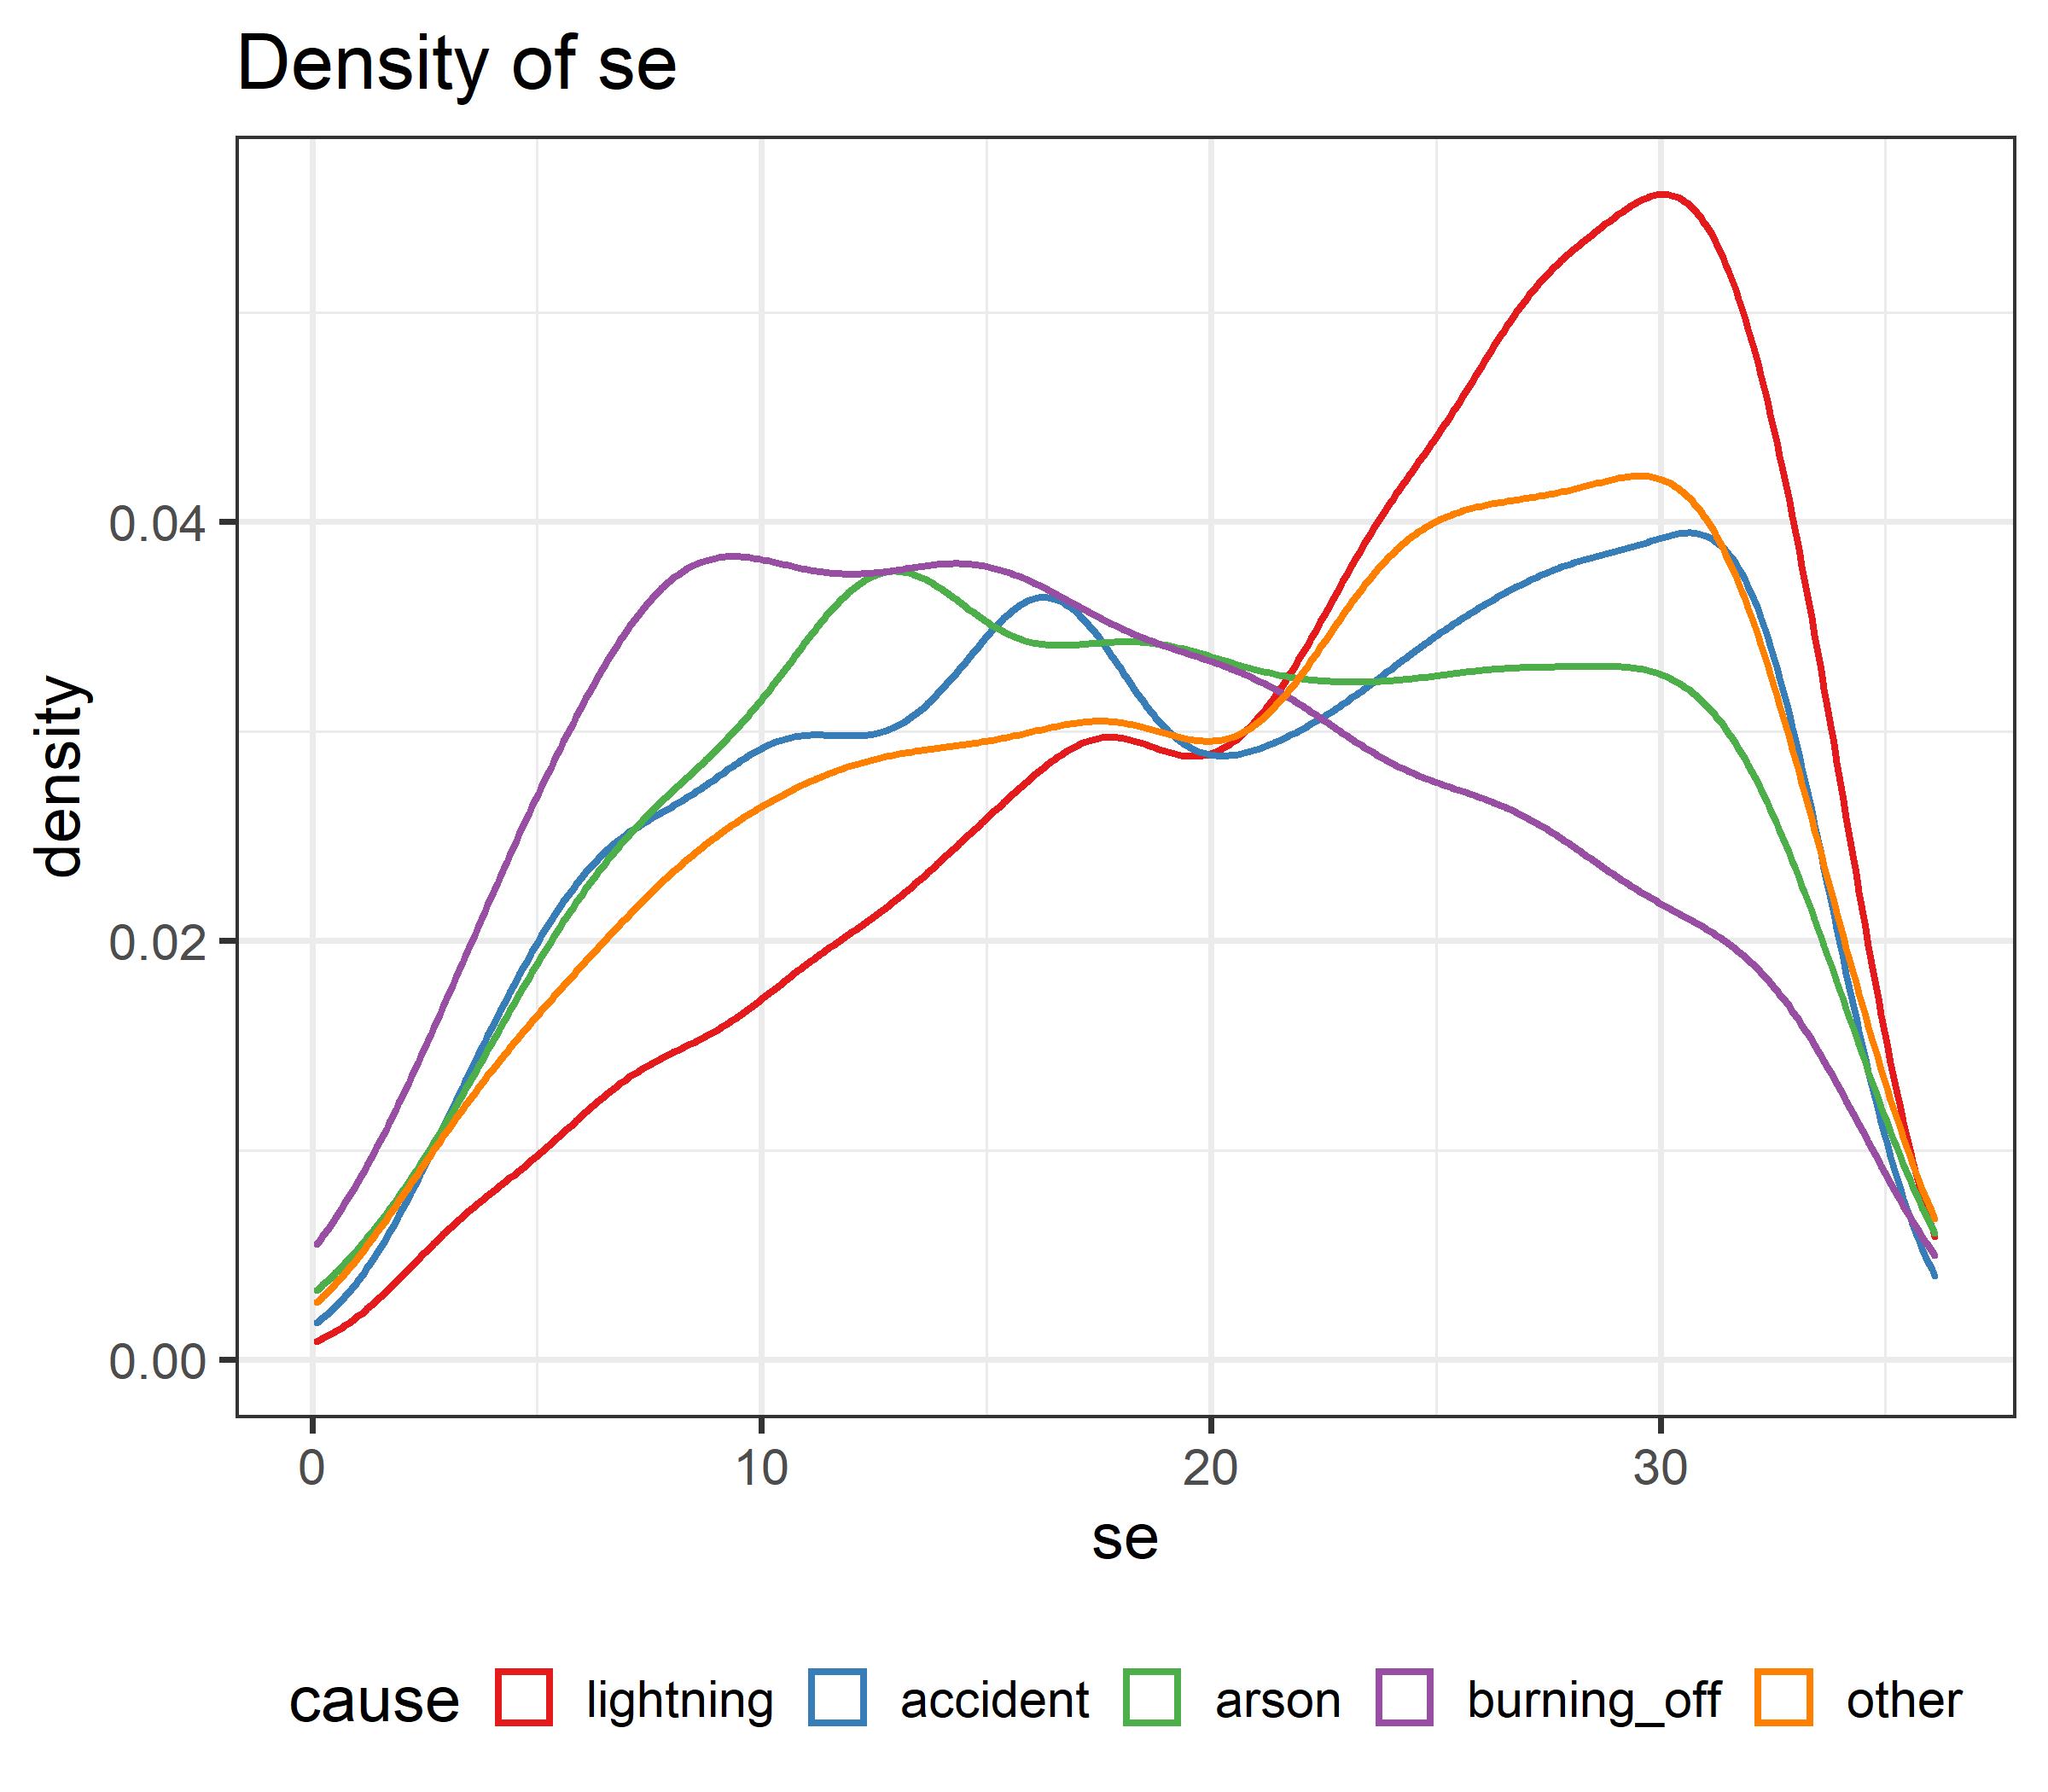 Density of se
density
0.04
0.02
0.00
0 10 20 30
se
cause lightning accident arson burning_off other